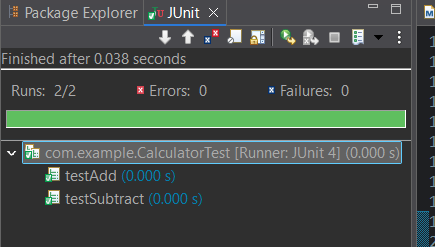 Package Explorer JUnit
Finished after 0.038 seconds
Runs: 2/2 Errors: 0 Failures: 0
com.example.CalculatorTest [Runner: JUnit 4] (0.000 s)
testAdd (0.000 s)
testSubtract (0.000 s)